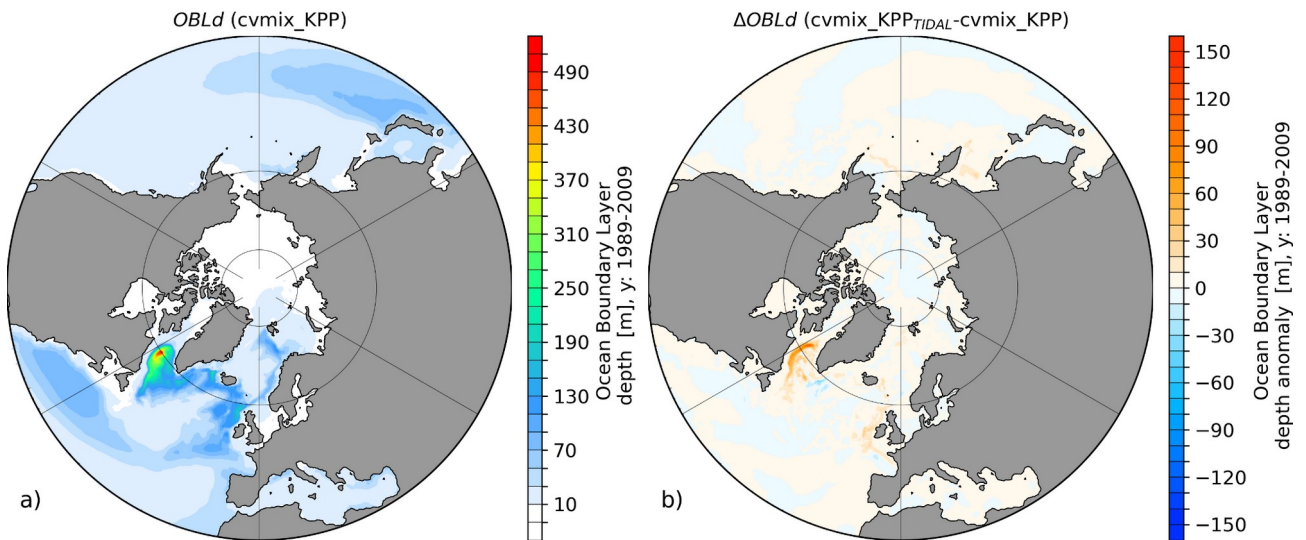 OBLd (cvmix_KPP)
490
430
370
310
250
190
130
70
10
Ocean Boundary Layer
depth [m], y: 1989-2009
a)
ΔOBLd (cvmix_KPPTIDAL-cvmix_KPP)
150
120
90
60
30
0
−30
−60
−90
−120
−150
Ocean Boundary Layer
depth anomaly [m], y: 1989-2009
b)